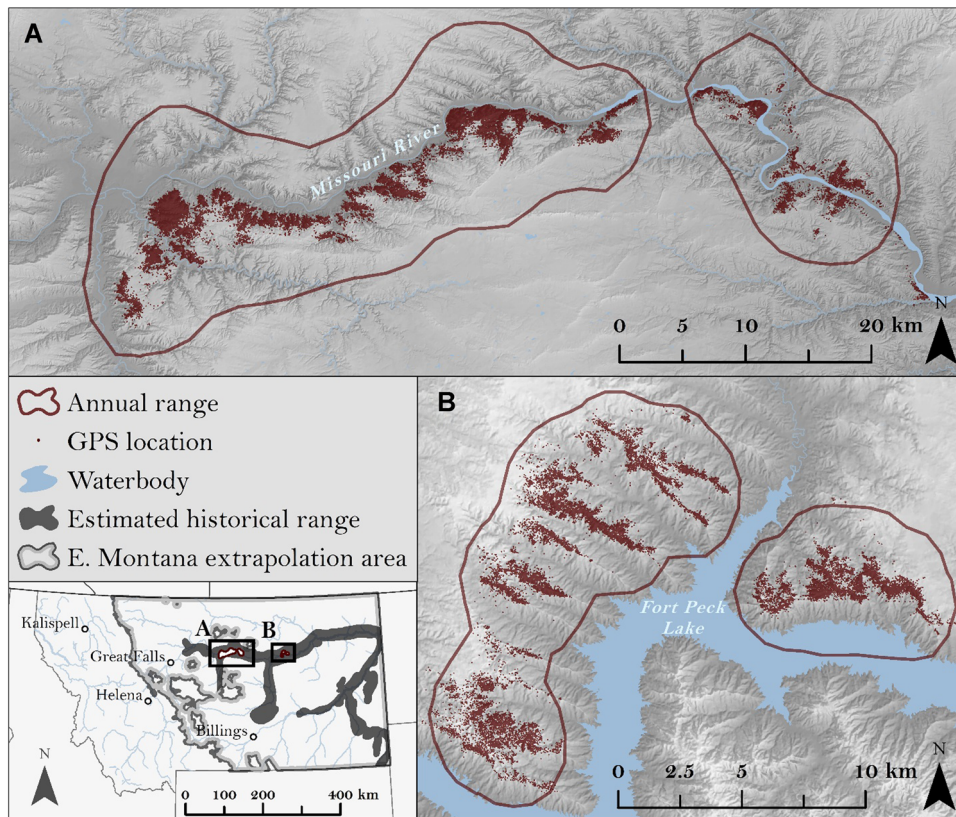 A
Missouri River
N
0 5 10 20 km
Annual range
GPS location
Waterbody
Estimated historical range
E. Montana extrapolation area
Kalispell
A B
Great Falls
Helena
Billings
N
0 100 200 400 km
B
Fort Peck
Lake
N
0 2.5 5 10 km